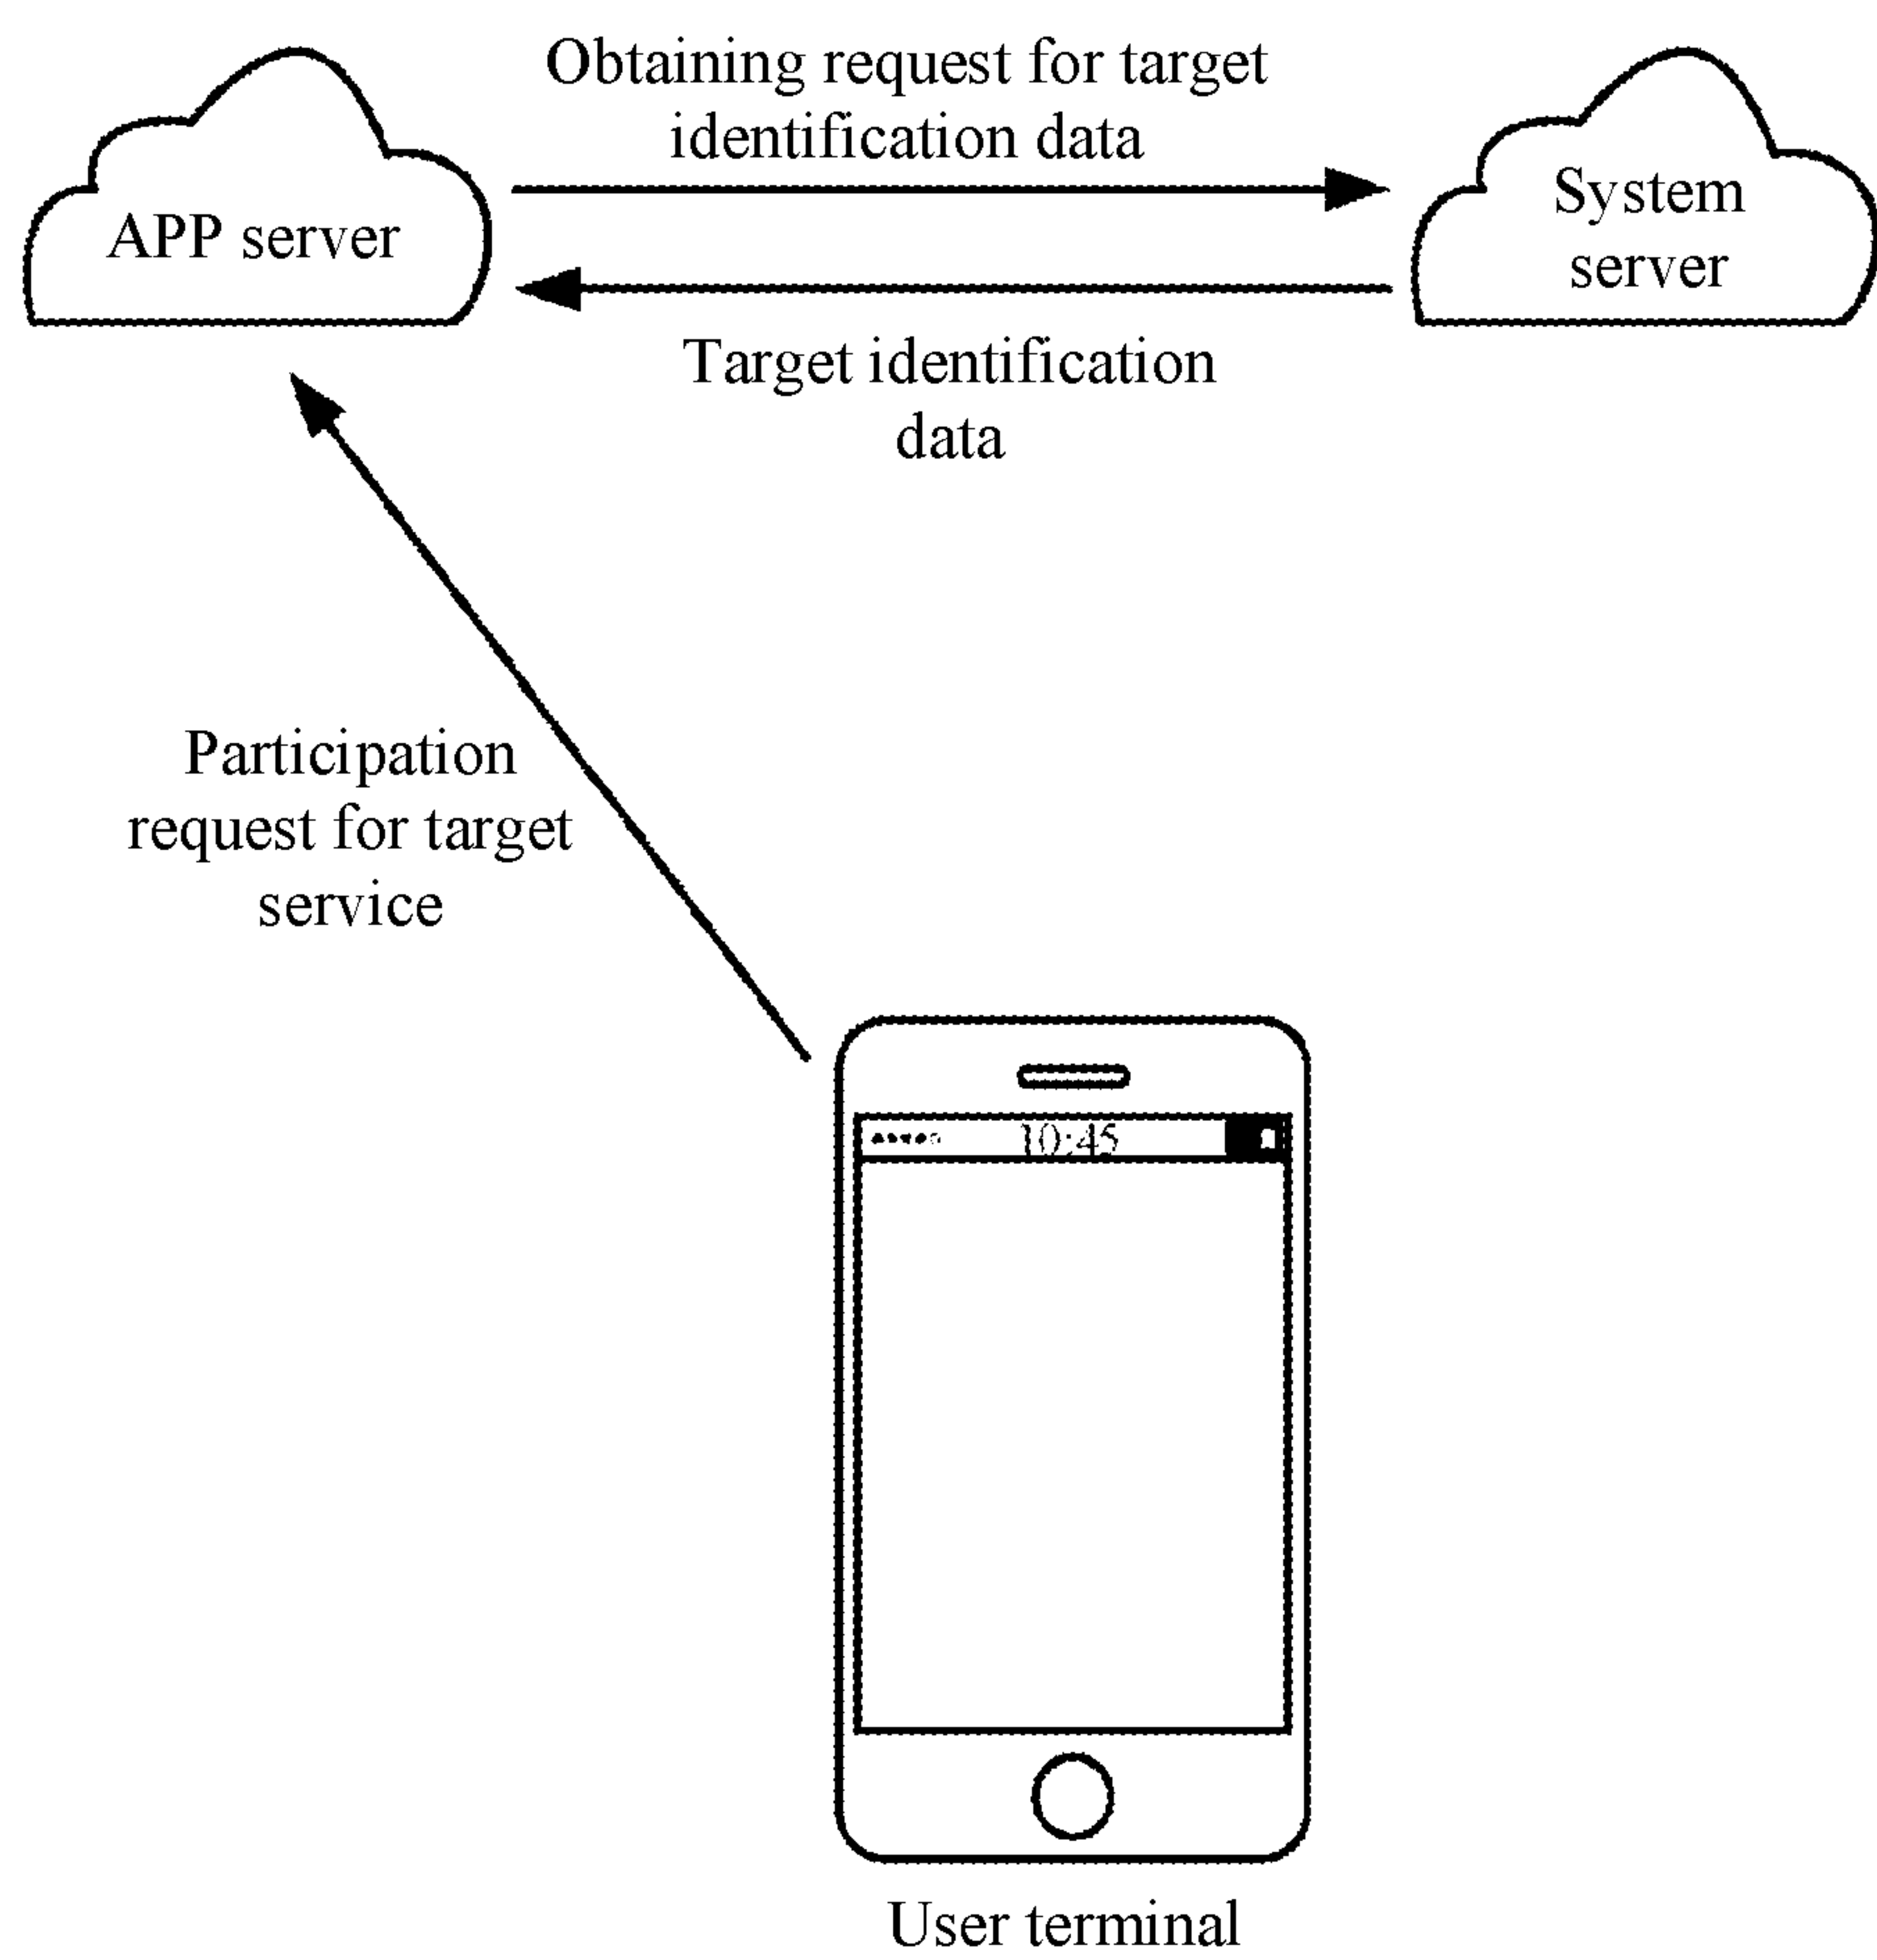 Obtaining request for target
identification data
APP server
System
server
Target identification
data
Participation
request for target
service
10:45
User terminal